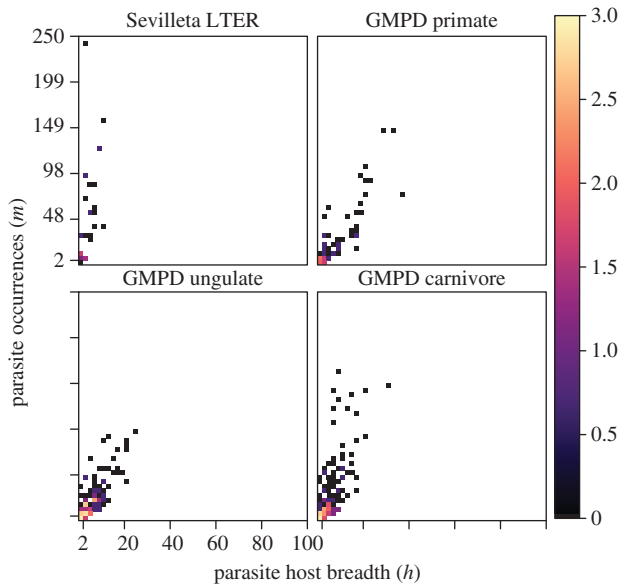 Sevilleta LTER GMPD primate
250
199
149
98
48
2
GMPD ungulate GMPD carnivore
parasite occurrences (m)
2 20 40 60 80 100 0
parasite host breadth (h)
3.0
2.5
2.0
1.5
1.0
0.5
0